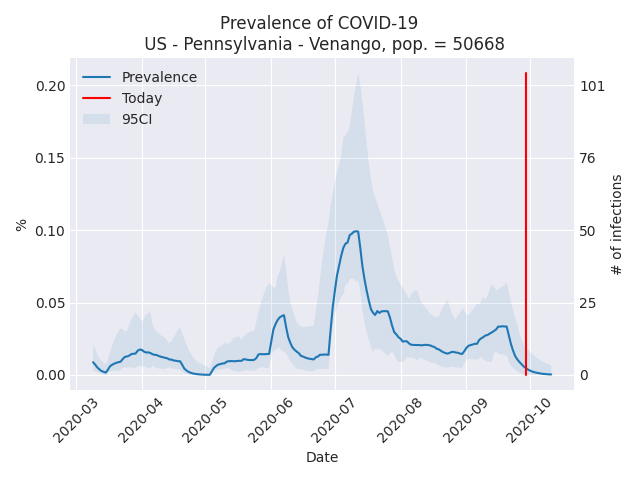 Prevalence of COVID-19
US - Pennsylvania - Venango, pop. = 50668
Prevalence
Today
95CI
0.20
0.15
0.10
0.05
0.00
%
101
76
50
25
0
# of infections
2020-03
2020-04
2020-05
2020-06
2020-07
2020-08
2020-09
2020-10
Date